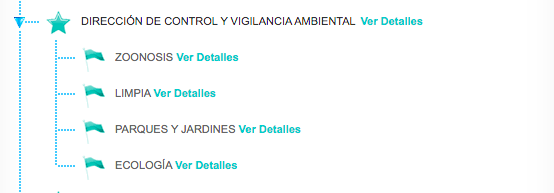 DIRECCIÓN DE CONTROL Y VIGILANCIA AMBIENTAL Ver Detalles
ZOONOSIS Ver Detalles
LIMPIA Ver Detalles
PARQUES Y JARDINES Ver Detalles
ECOLOGÍA Ver Detalles